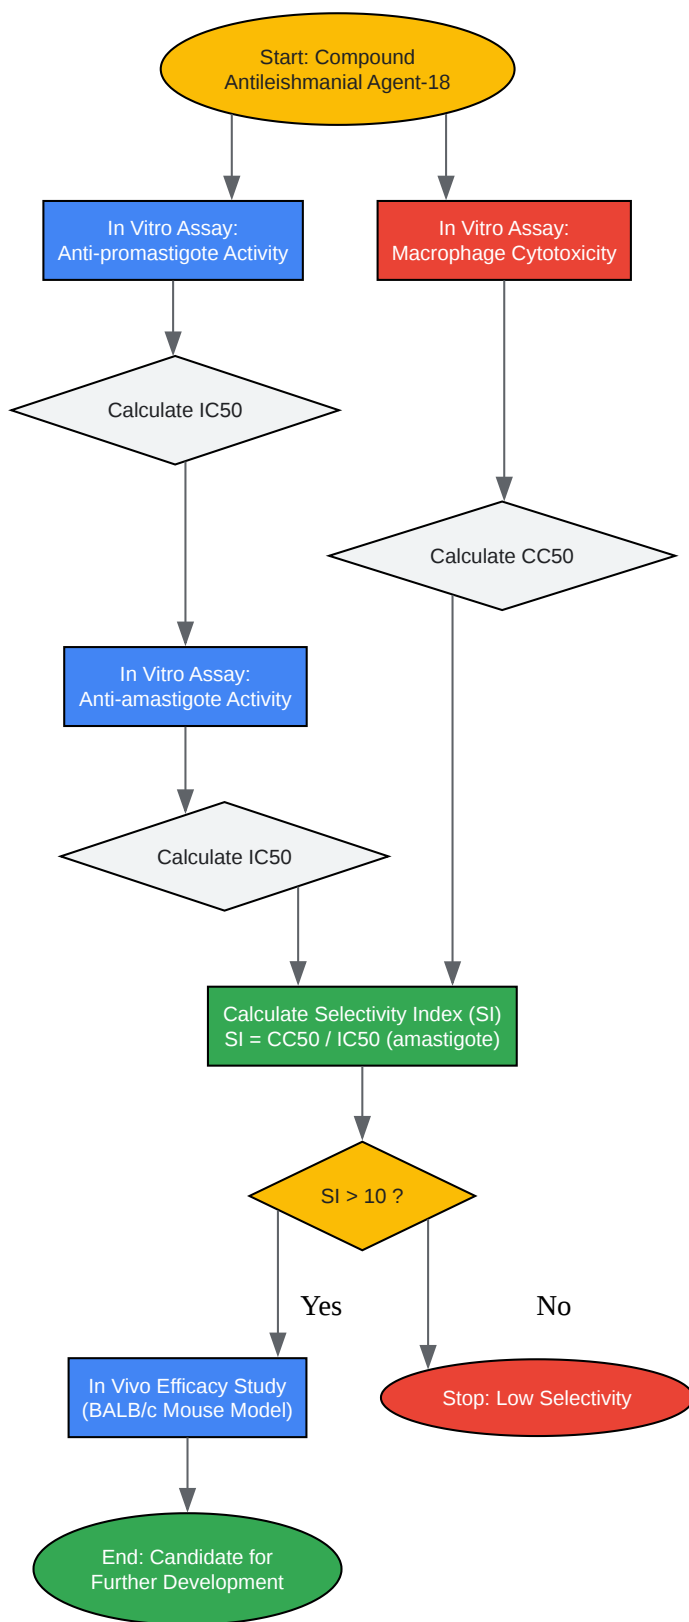 Start: Compound
Antileishmanial Agent-18
In Vitro Assay:
Anti-promastigote Activity
In Vitro Assay:
Macrophage Cytotoxicity
Calculate IC50
Calculate CC50
In Vitro Assay:
Anti-amastigote Activity
Calculate IC50
Calculate Selectivity Index (SI)
SI = CC50 / IC50 (amastigote)
SI > 10 ?
Yes
No
In Vivo Efficacy Study
(BALB/c Mouse Model)
Stop: Low Selectivity
End: Candidate for
Further Development